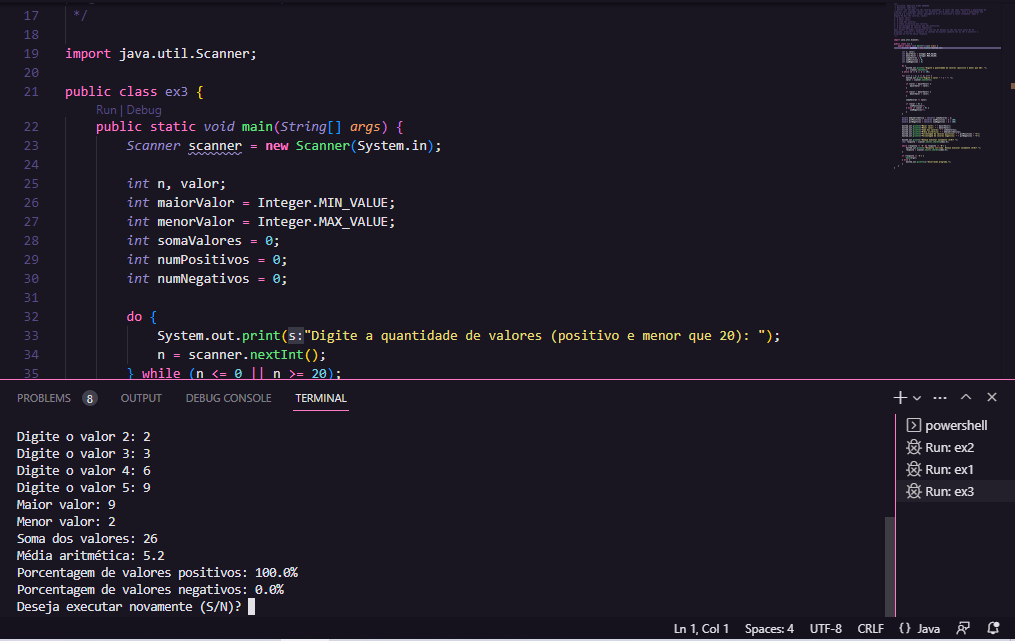 17 */
18
19 import java.util.Scanner;
20
21 public class ex3 {
Run | Debug
22 public static void main(String[] args) {
23 Scanner scanner = new Scanner(System.in);
24
25 int n, valor;
26 int maiorValor = Integer.MIN_VALUE;
27 int menorValor = Integer.MAX_VALUE;
28 int somaValores = 0;
29 int numPositivos = 0;
30 int numNegativos = 0;
31
32 do {
33 System.out.print(s:"Digite a quantidade de valores (positivo e menor que 20): ");
34 n = scanner.nextInt();
35 } while (n <= 0 || n >= 20);
PROBLEMS 8 OUTPUT DEBUG CONSOLE TERMINAL
powershell
Run: ex2
Run: ex1
Run: ex3
Digite o valor 2: 2
Digite o valor 3: 3
Digite o valor 4: 6
Digite o valor 5: 9
Maior valor: 9
Menor valor: 2
Soma dos valores: 26
Média aritmética: 5.2
Porcentagem de valores positivos: 100.0%
Porcentagem de valores negativos: 0.0%
Deseja executar novamente (S/N)?
Ln 1, Col 1 Spaces: 4 UTF-8 CRLF {} Java